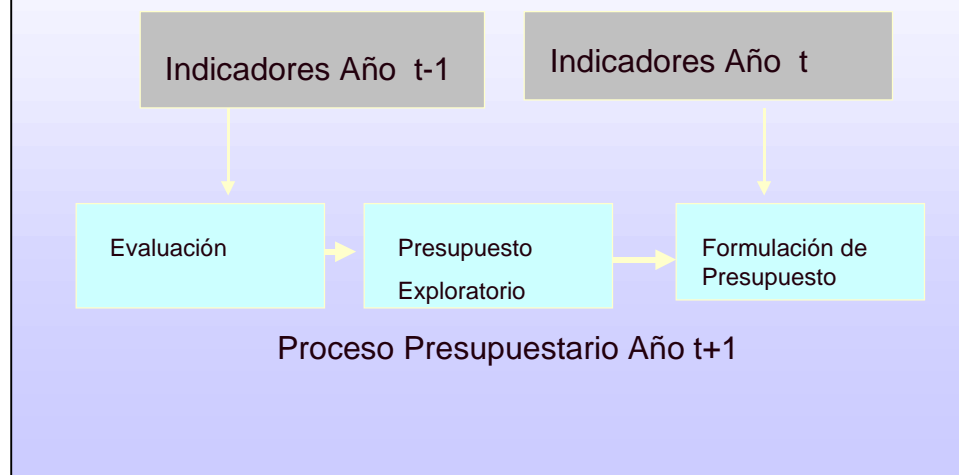 Indicadores Año t-1
Indicadores Año t
Evaluación
Presupuesto
Exploratorio
Formulación de
Presupuesto
Proceso Presupuestario Año t+1